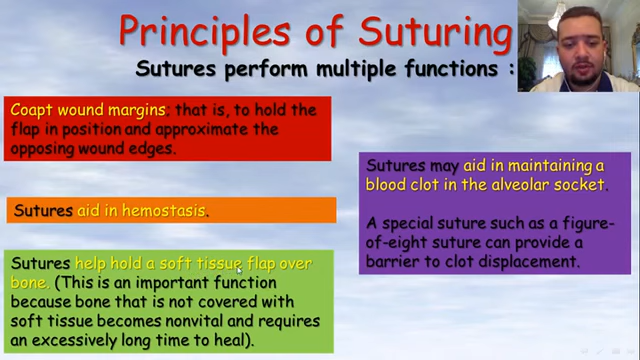 Principles of Suturing
Sutures perform multiple functions :
Coapt wound margins; that is, to hold the
flap in position and approximate the
opposing wound edges.
Sutures aid in hemostasis.
Sutures help hold a soft tissue flap over
bone. (This is an important function
because bone that is not covered with
soft tissue becomes nonvital and requires
an excessively long time to heal).
Sutures may aid in maintaining a
blood clot in the alveolar socket.
A special suture such as a figure-
of-eight suture can provide a
barrier to clot displacement.